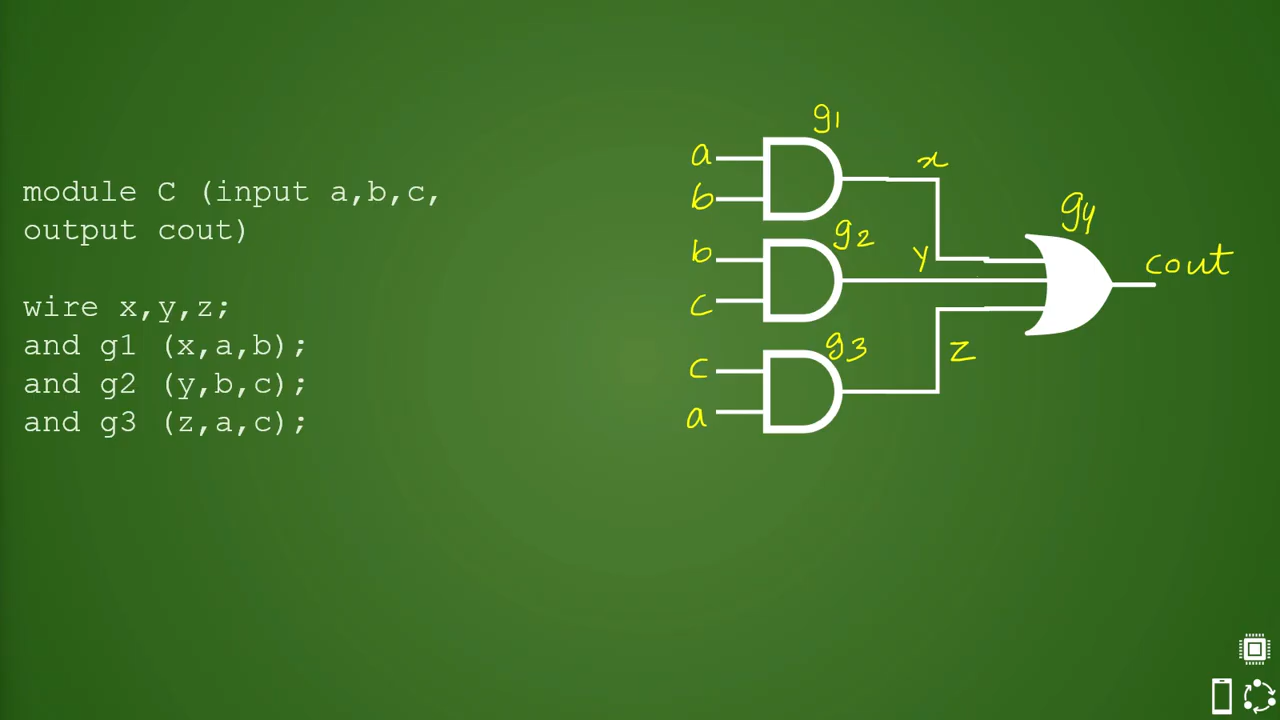 module C (input a,b,c,
output cout)
wire x,y,z;
and g1 (x,a,b);
and g2 (y,b,c);
and g3 (z,a,c);
g1
a
x
b
g4
g2
b
y
cout
c
g3
z
c
a